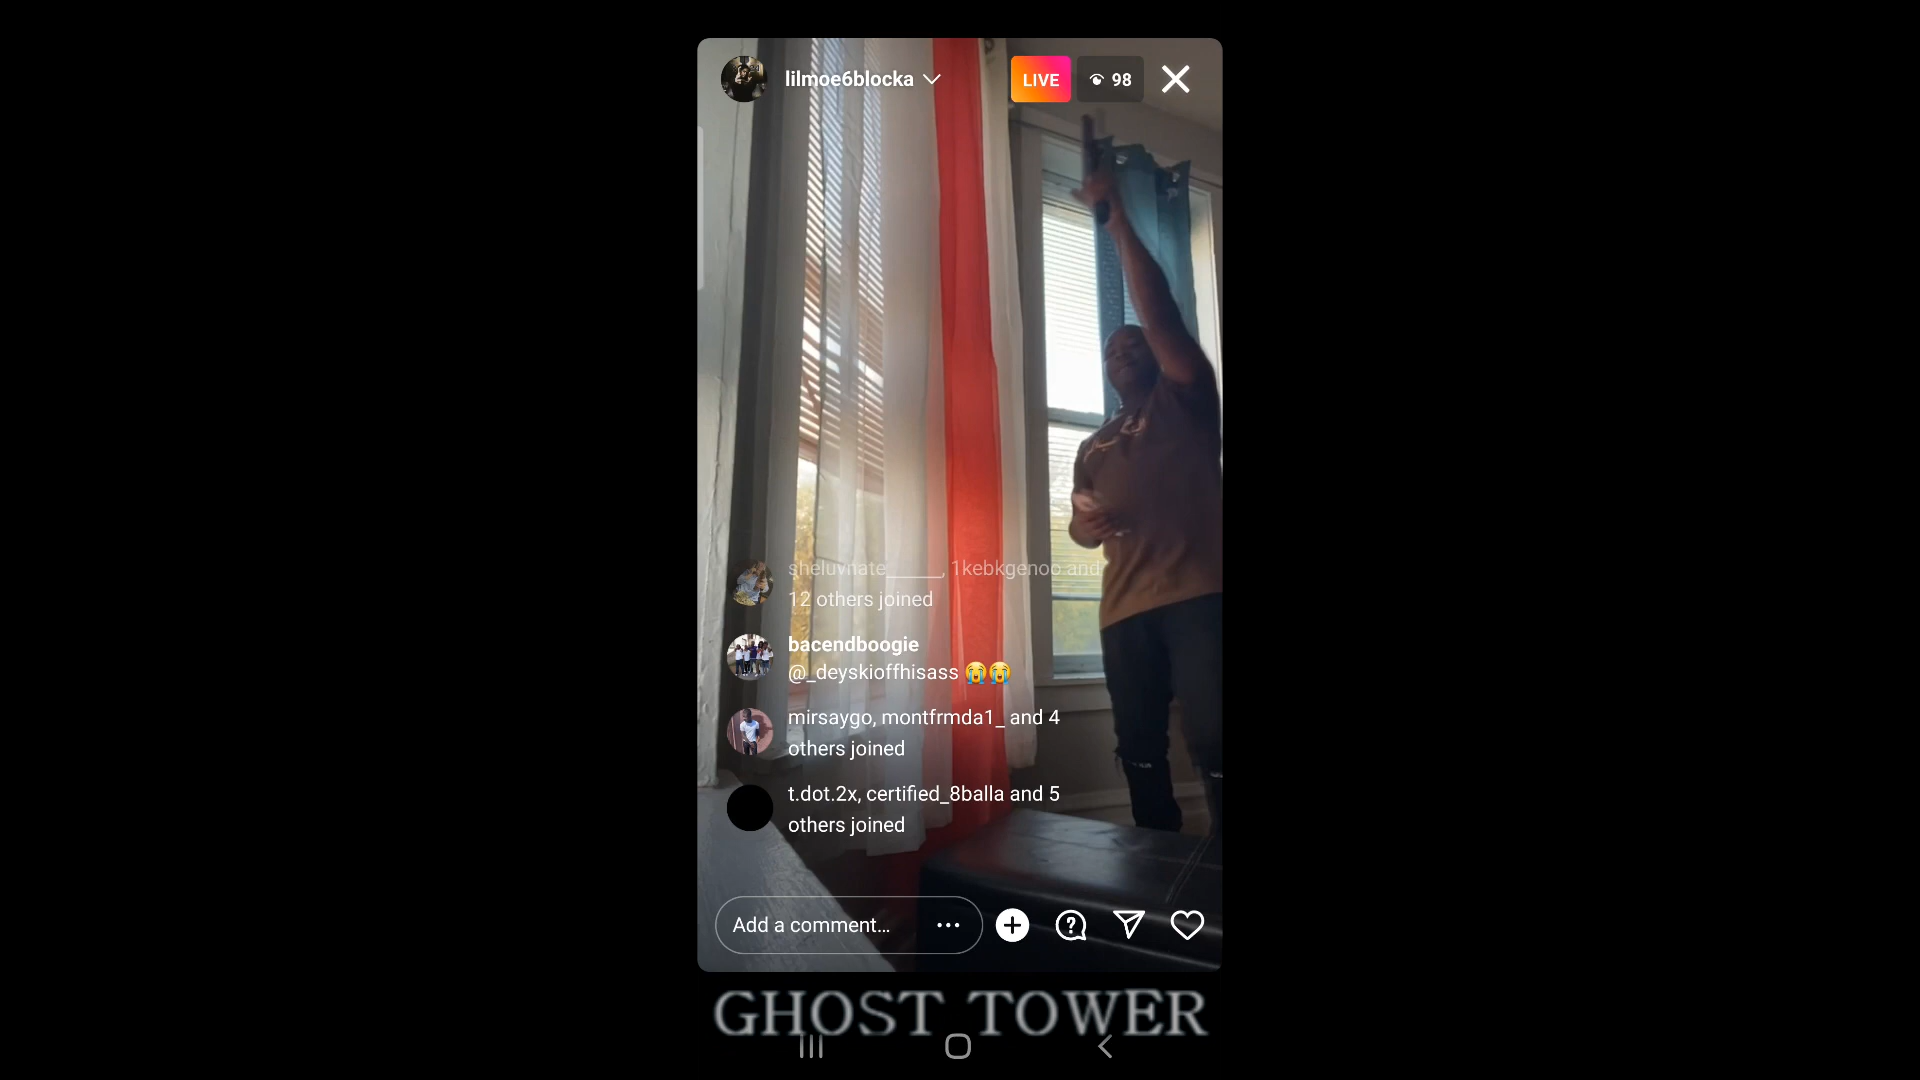 lilmoe6blocka
LIVE
98
sheluvnate______, 1kebkgenoo and
12 others joined
bacendboogie
@_deyskioffhisass 😭😭
mirsaygo, montfrmda1_ and 4
others joined
t.dot.2x, certified_8balla and 5
others joined
Add a comment...
GHOST TOWER